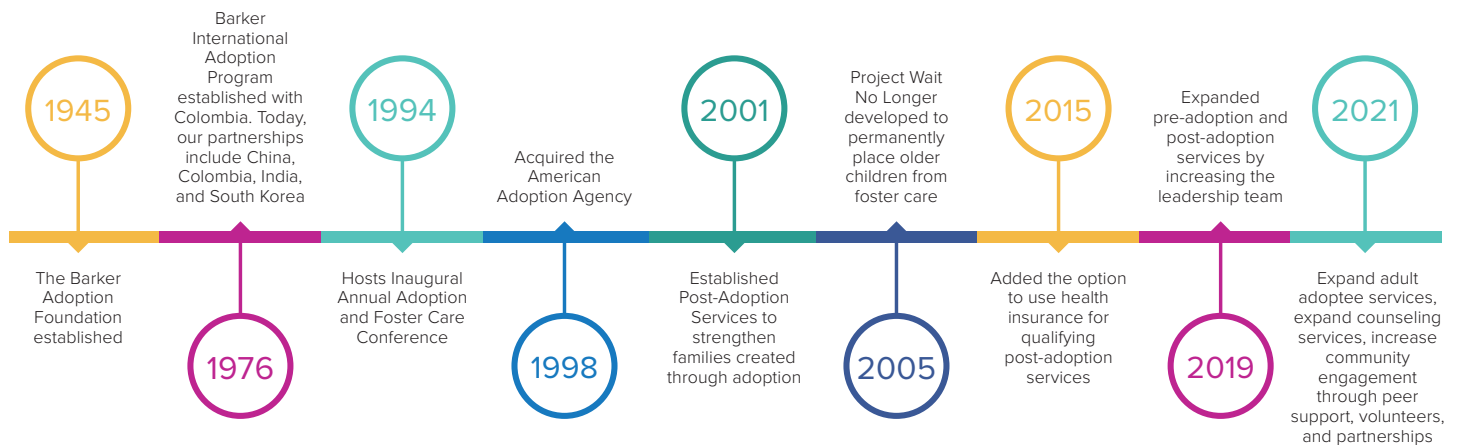 1945
The Barker
Adoption
Foundation
established
Barker
International
Adoption
Program
established with
Colombia. Today,
our partnerships
include China,
Colombia, India,
and South Korea
1976
1994
Hosts Inaugural
Annual Adoption
and Foster Care
Conference
Acquired the
American
Adoption Agency
1998
2001
Established
Post-Adoption
Services to
strengthen
families created
through adoption
Project Wait
No Longer
developed to
permanently
place older
children from
foster care
2005
2015
Added the option
to use health
insurance for
qualifying
post-adoption
services
Expanded
pre-adoption and
post-adoption
services by
increasing the
leadership team
2019
2021
Expand adult
adoptee services,
expand counseling
services, increase
community
engagement
through peer
support, volunteers,
and partnerships